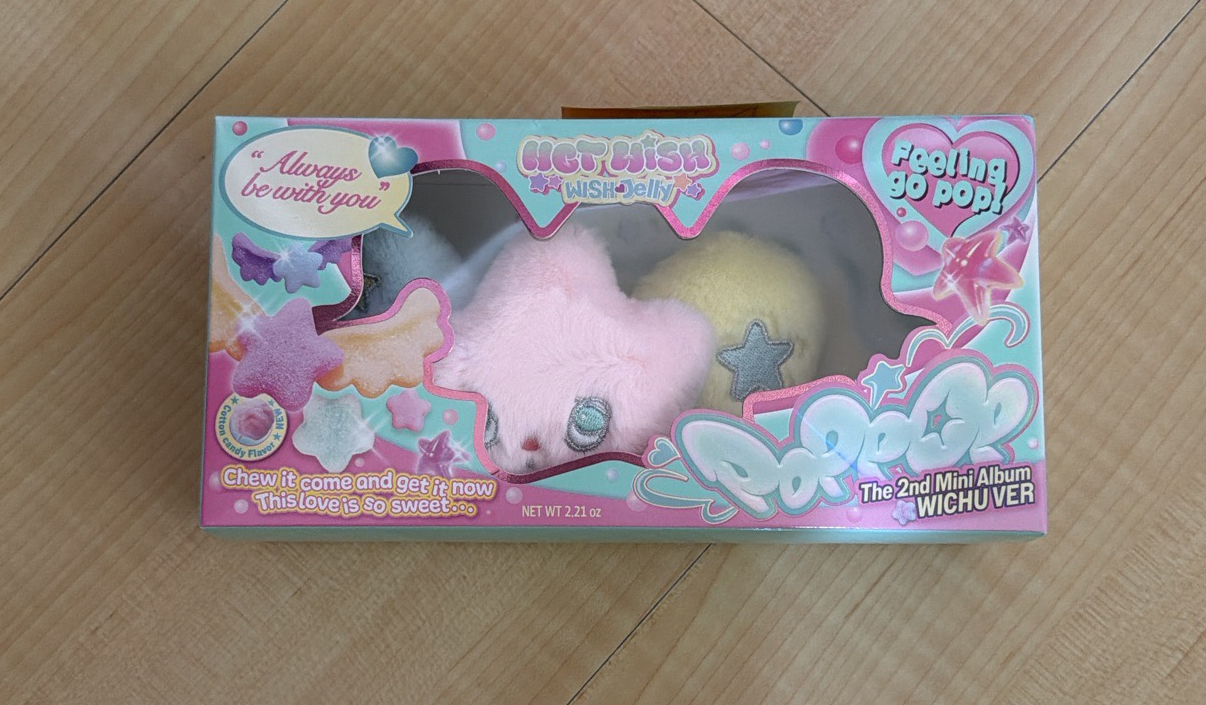 “Always
be with you”
NCT WISH
WISH Jelly
Feeling
go pop!
Cotton candy Flavor ★ NEW ★
Chew it come and get it now
This love is so sweet...
NET WT 2.21 oz
poppop
The 2nd Mini Album
WICHU VER